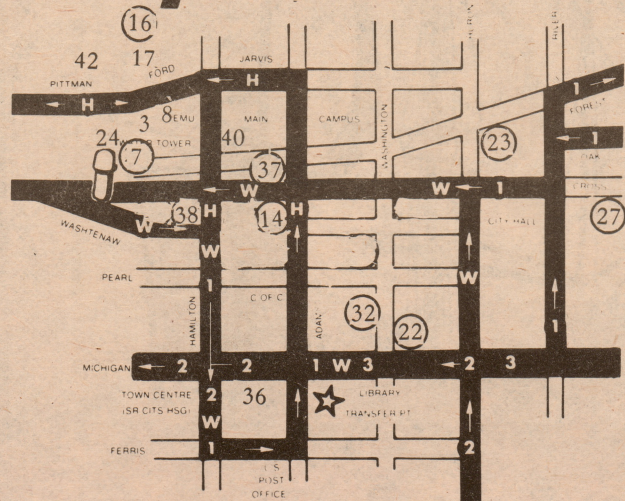 16
HURON
RIVER
42
17
JARVIS
PITTMAN
FORD
H
H
1
FOREST
24
3
8
EMU
40
MAIN
CAMPUS
WASHINGTON
23
1
OAK
WATER TOWER
7
37
W
W
1
CROSS
WASHTENAW
W
38
H
14
H
CITY HALL
27
W
W
PEARL
1
C OF C
HAMILTON
ADAMS
32
22
1
MICHIGAN
2
2
1 W 3
2
3
TOWN CENTRE
(SR CITS HSG)
2
36
LIBRARY
TRANSFER PT
W
FERRIS
1
2
U S
POST
OFFICE